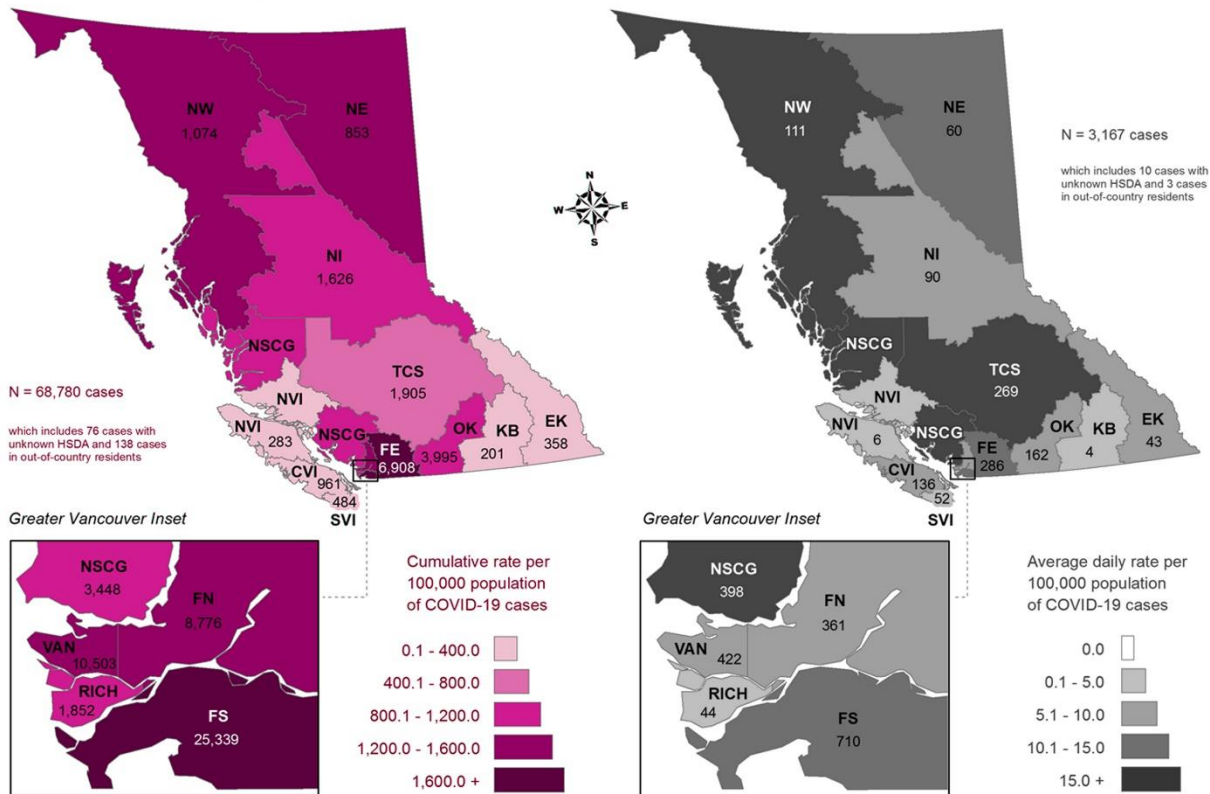 NW
1,074
NE
853
NI
1,626
NSCG
TCS
1,905
NVI
NVI
283
NSCG
FE
6,908
OK
3,995
KB
201
EK
358
CVI
961
484
SVI
N = 68,780 cases
which includes 76 cases with
unknown HSDA and 138 cases
in out-of-country residents
Greater Vancouver Inset
NSCG
3,448
FN
8,776
VAN
10,503
RICH
1,852
FS
25,339
Cumulative rate per
100,000 population
of COVID-19 cases
0.1 - 400.0
400.1 - 800.0
800.1 - 1,200.0
1,200.0 - 1,600.0
1,600.0 +
N
W E
S
NW
111
NE
60
N = 3,167 cases
which includes 10 cases with
unknown HSDA and 3 cases
in out-of-country residents
NI
90
NSCG
TCS
269
NVI
NVI
6
NSCG
FE
286
OK
162
KB
4
EK
43
CVI
136
52
SVI
Greater Vancouver Inset
NSCG
398
FN
361
VAN
422
RICH
44
FS
710
Average daily rate per
100,000 population
of COVID-19 cases
0.0
0.1 - 5.0
5.1 - 10.0
10.1 - 15.0
15.0 +